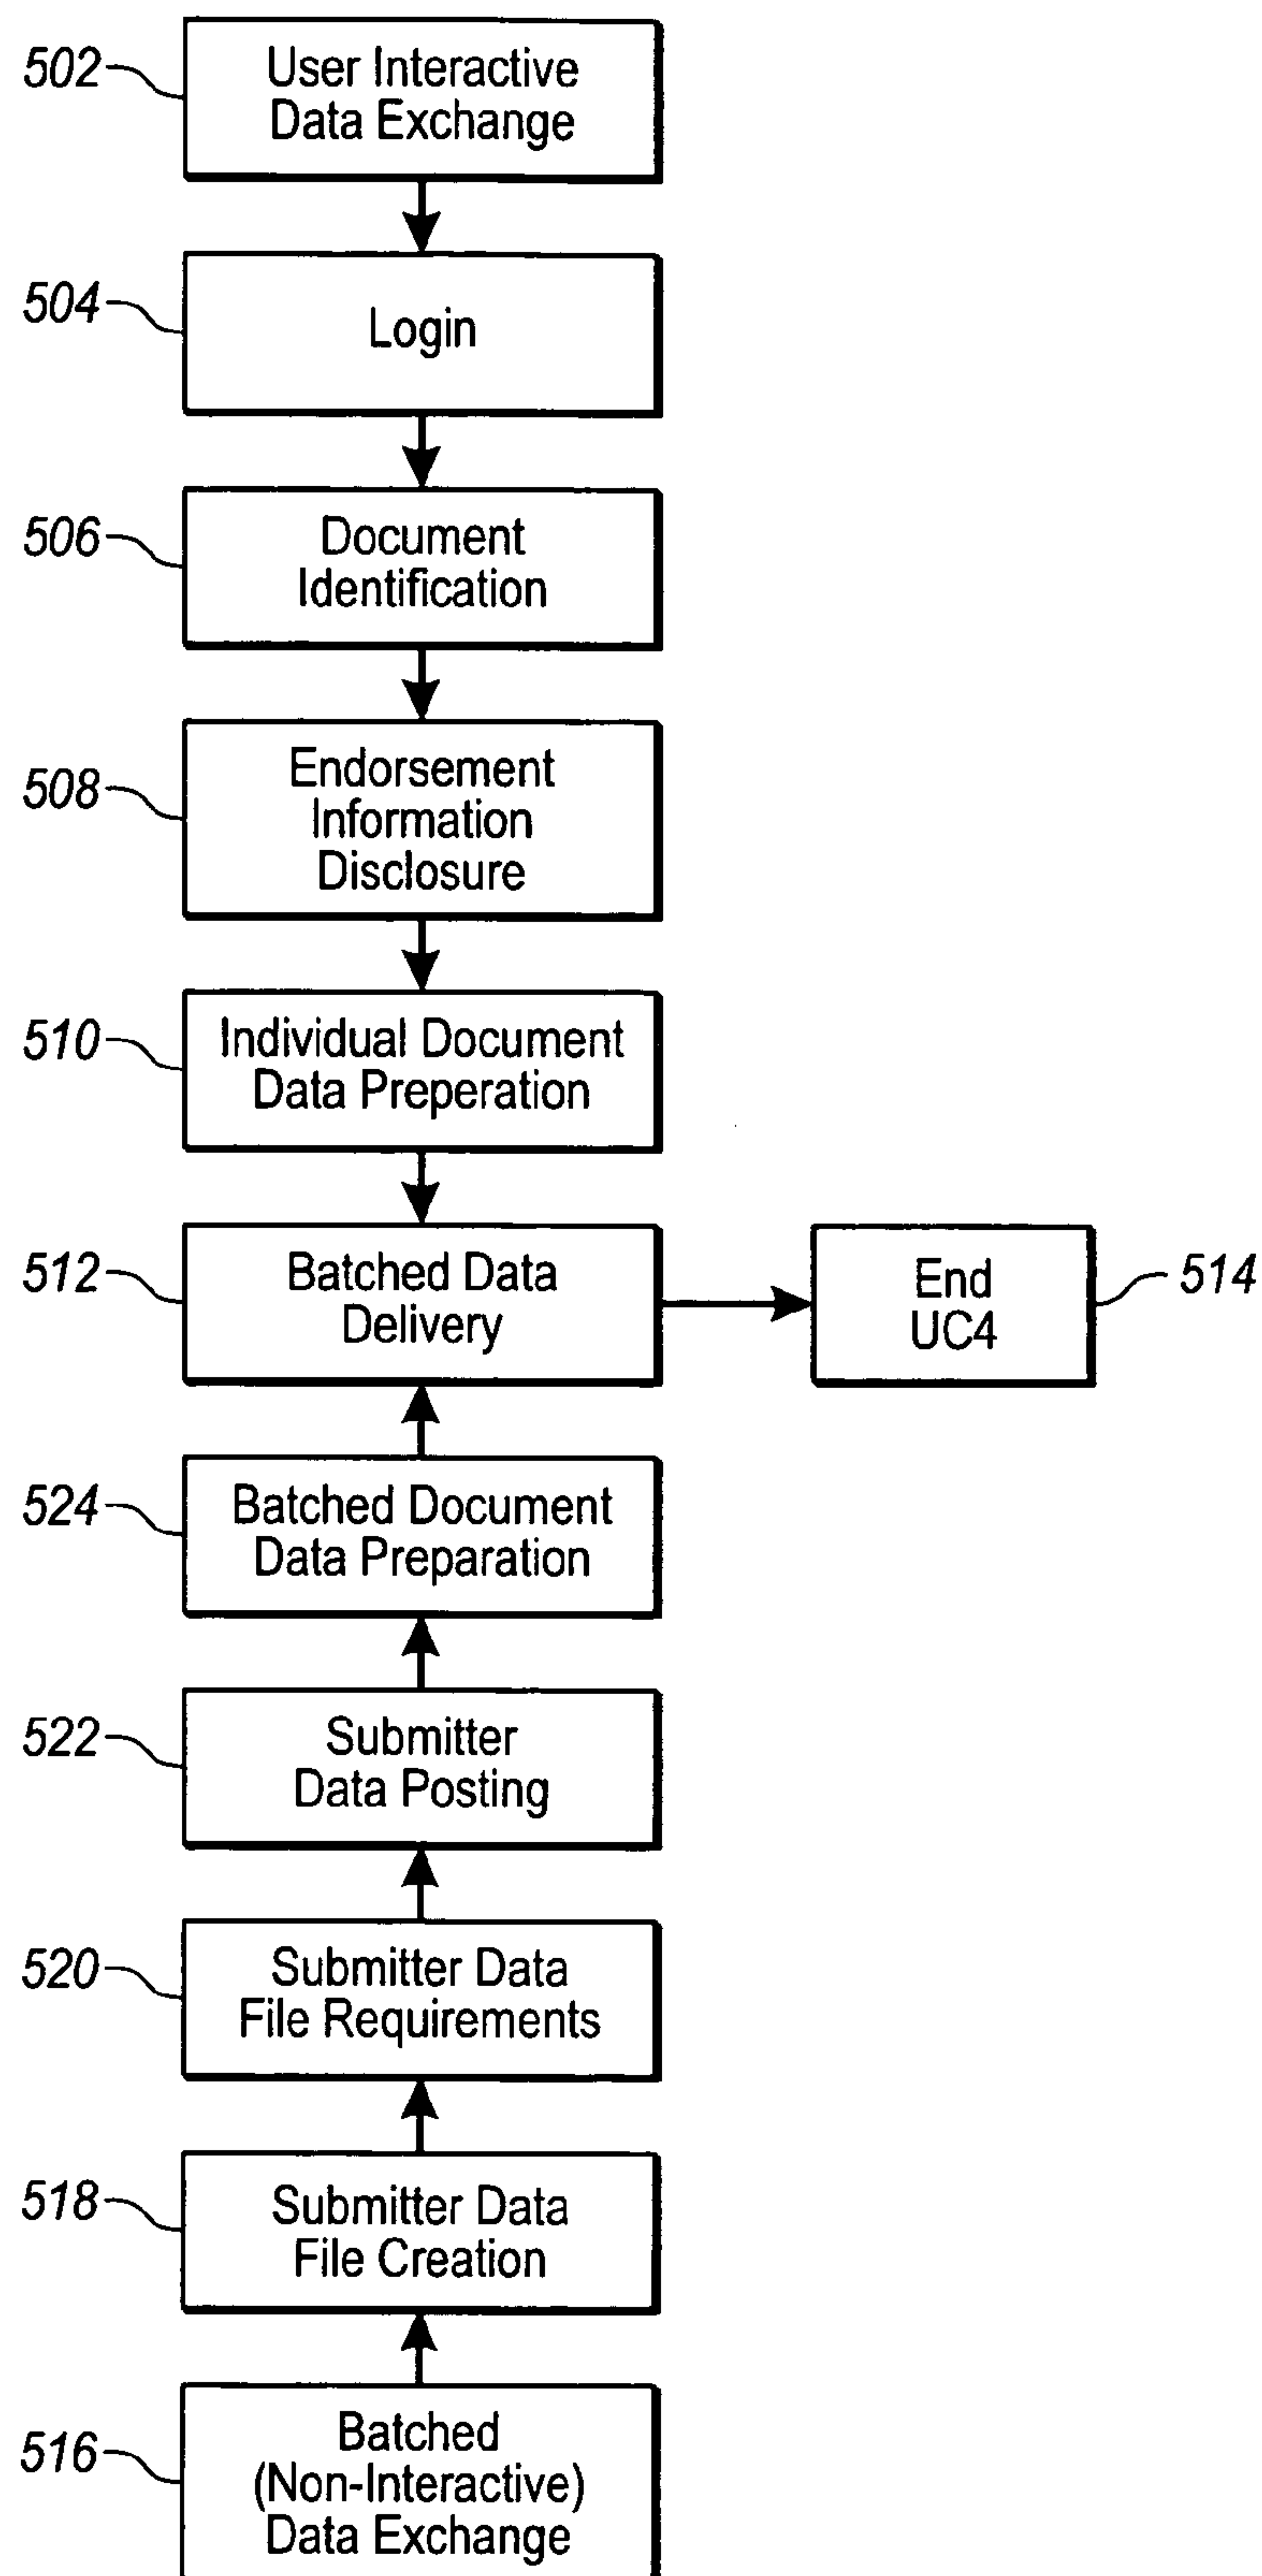 502
User Interactive
Data Exchange
504
Login
506
Document
Identification
508
Endorsement
Information
Disclosure
510
Individual Document
Data Preperation
512
Batched Data
Delivery
End
UC4
514
524
Batched Document
Data Preparation
522
Submitter
Data Posting
520
Submitter Data
File Requirements
518
Submitter Data
File Creation
516
Batched
(Non-Interactive)
Data Exchange